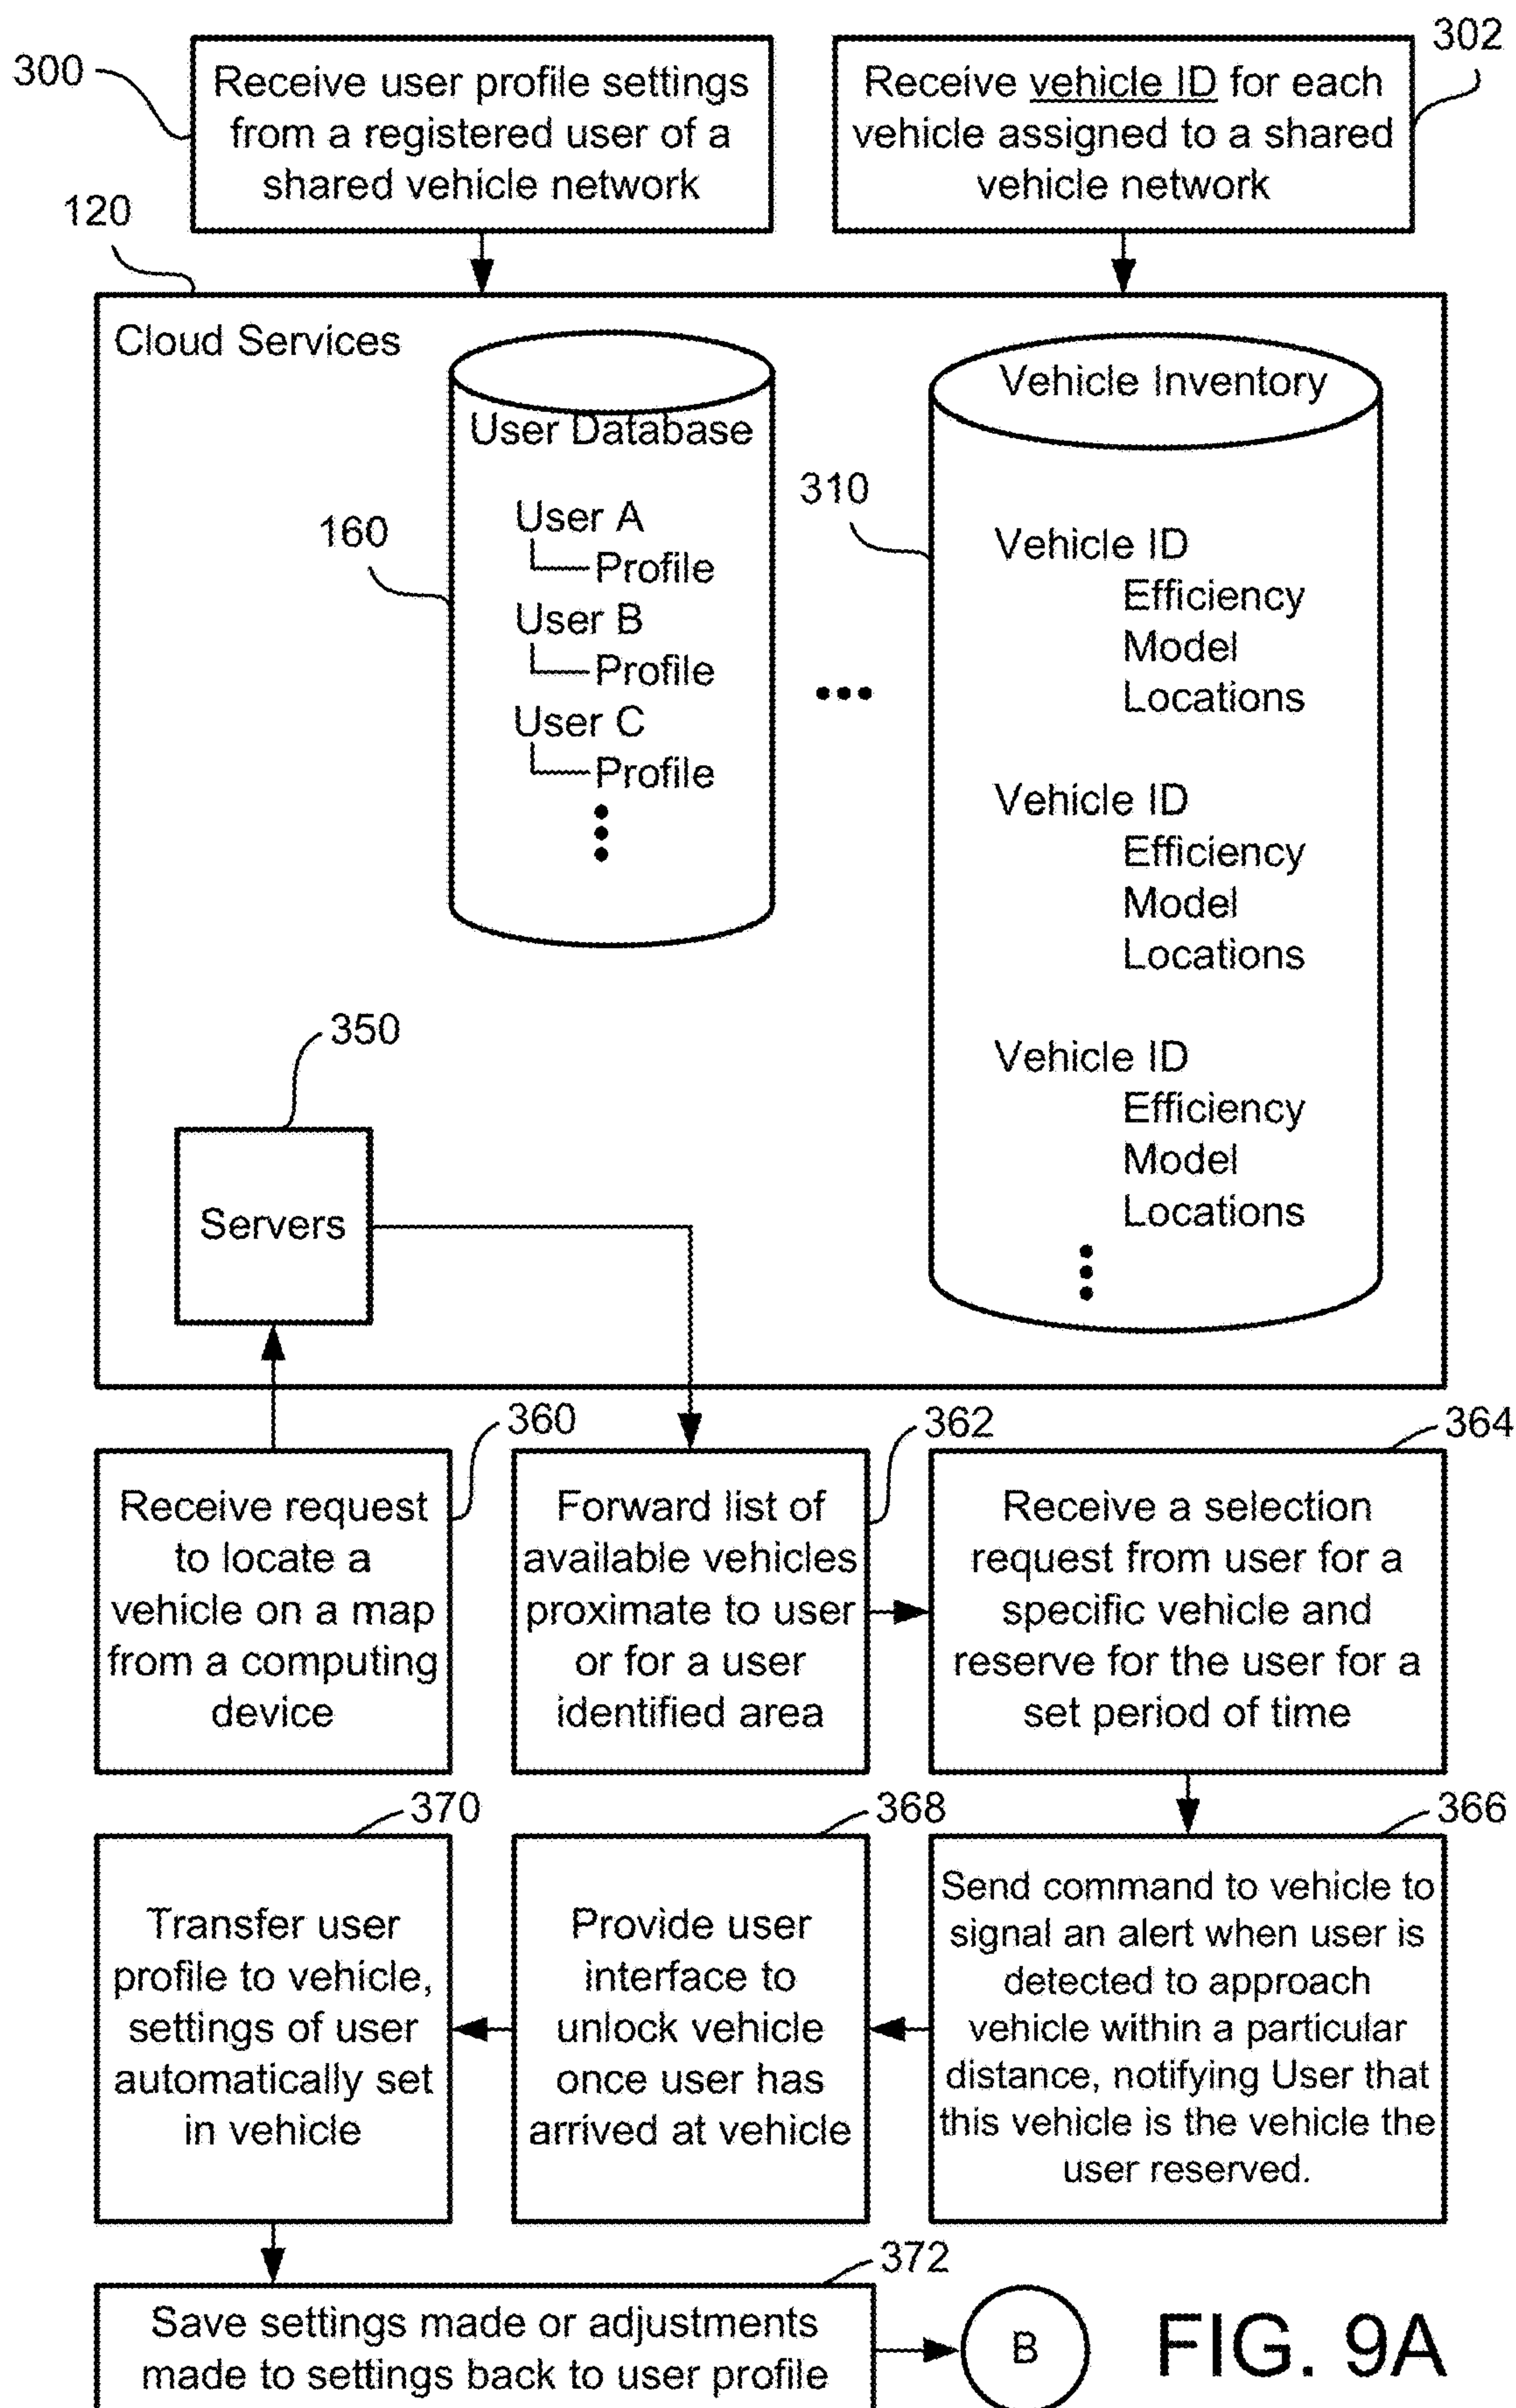 300
Receive user profile settings
from a registered user of a
shared vehicle network
302
Receive vehicle ID for each
vehicle assigned to a shared
vehicle network
120
Cloud Services
User Database
160
User A
Profile
User B
Profile
User C
Profile
Vehicle Inventory
310
Vehicle ID
Efficiency
Model
Locations
Vehicle ID
Efficiency
Model
Locations
Vehicle ID
Efficiency
Model
Locations
350
Servers
360
Receive request
to locate a
vehicle on a map
from a computing
device
362
Forward list of
available vehicles
proximate to user
or for a user
identified area
364
Receive a selection
request from user for a
specific vehicle and
reserve for the user for a
set period of time
366
Send command to vehicle to
signal an alert when user is
detected to approach
vehicle within a particular
distance, notifying User that
this vehicle is the vehicle the
user reserved.
368
Provide user
interface to
unlock vehicle
once user has
arrived at vehicle
370
Transfer user
profile to vehicle,
settings of user
automatically set
in vehicle
372
Save settings made or adjustments
made to settings back to user profile
B
FIG. 9A